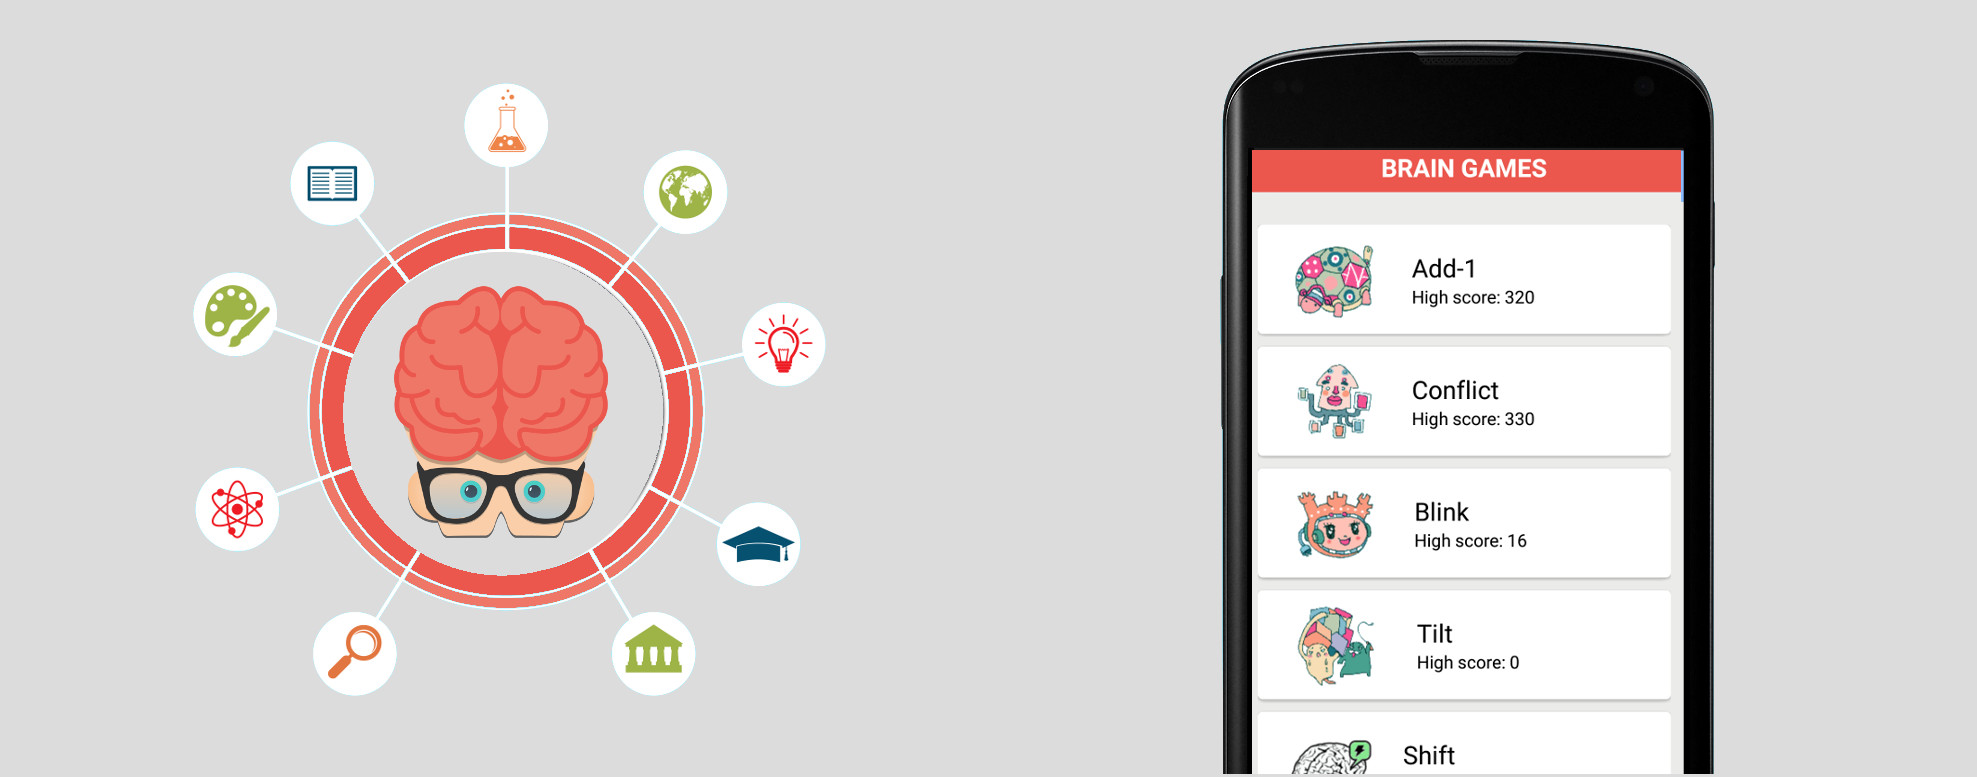 BRAIN GAMES
Add-1
High score: 320
Conflict
High score: 330
Blink
High score: 16
Tilt
High score: 0
Shift